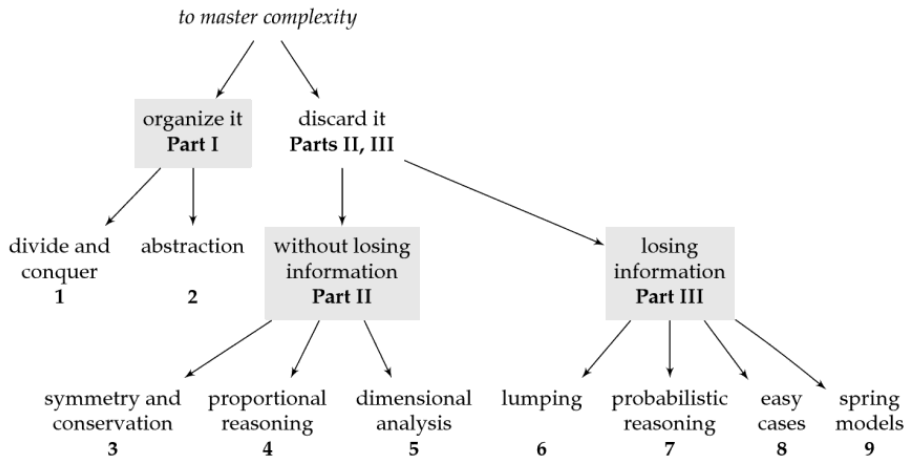 to master complexity
organize it
Part I
discard it
Parts II, III
divide and
conquer
1
abstraction
2
without losing
information
Part II
losing
information
Part III
symmetry and
conservation
3
proportional
reasoning
4
dimensional
analysis
5
lumping
6
probabilistic
reasoning
7
easy
cases
8
spring
models
9